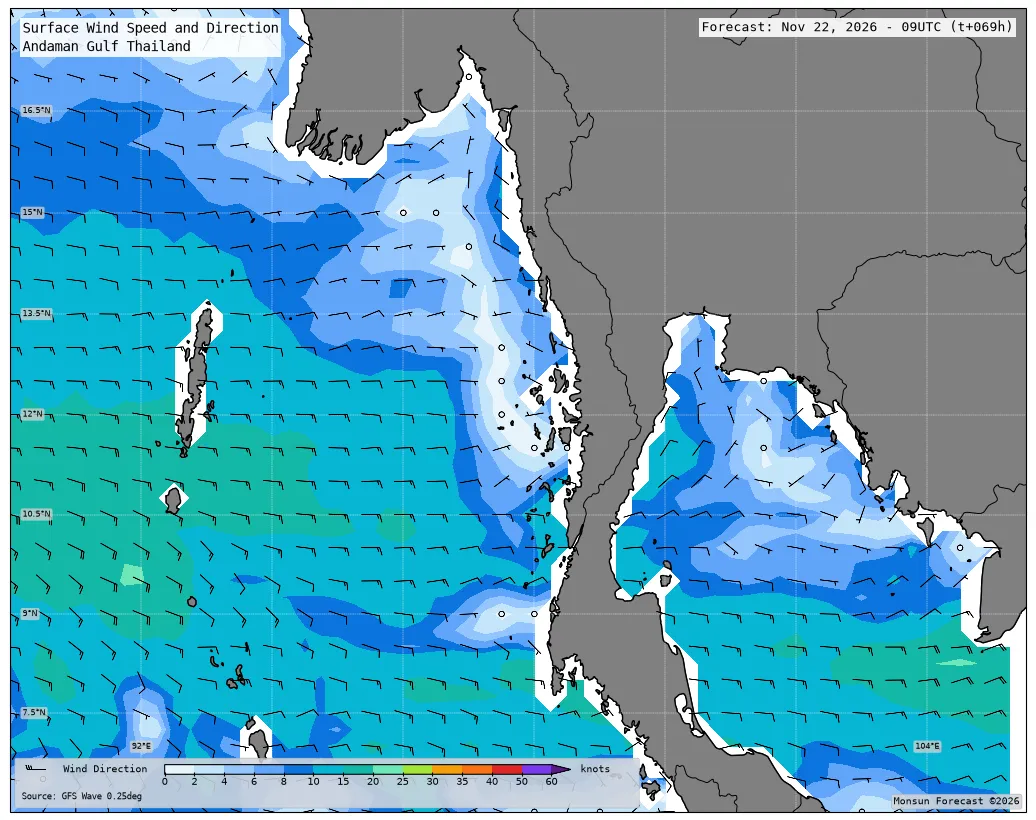 Surface Wind Speed and Direction
Andaman Gulf Thailand
Forecast: Nov 22, 2026 - 09UTC (t+069h)
16.5°N
15°N
13.5°N
12°N
10.5°N
9°N
7.5°N
92°E
104°E
Wind Direction
0 2 4 6 8 10 15 20 25 30 35 40 50 60
knots
Source: GFS Wave 0.25deg
Monsun Forecast ©2026